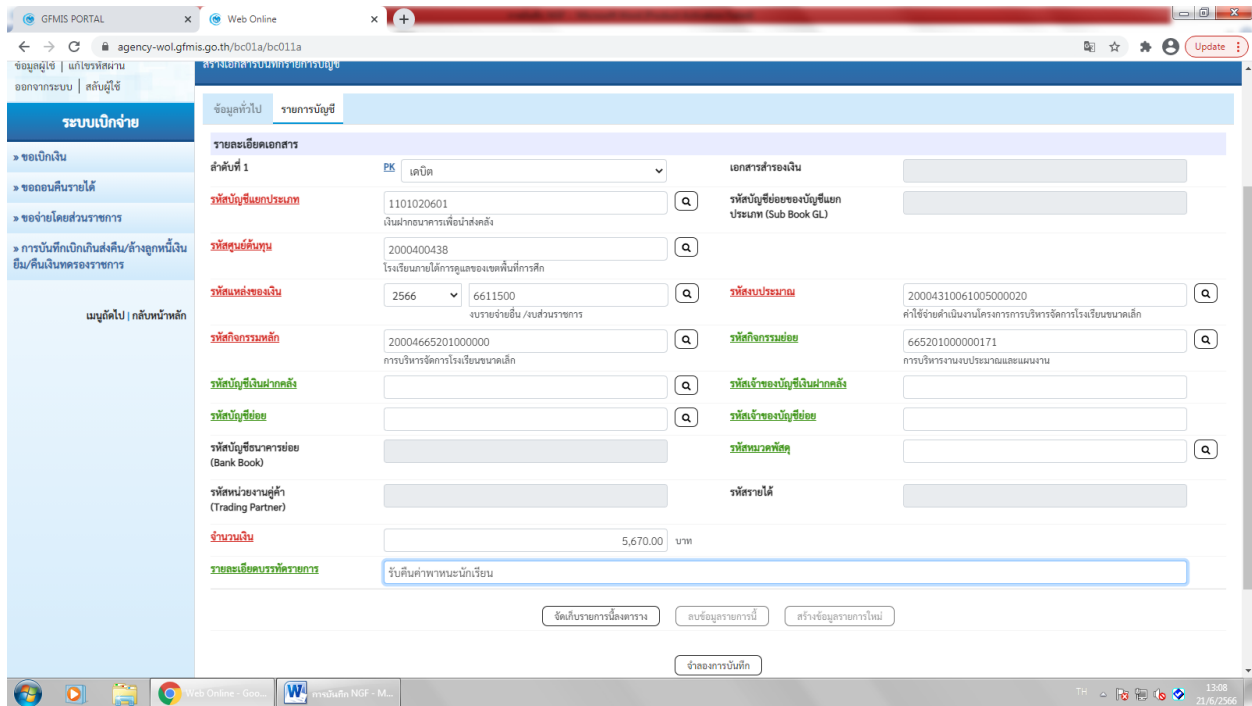 GFMIS PORTAL
Web Online
agency-wol.gfmis.go.th/bc01a/bc011a
Update
ข้อมูลผู้ใช้ | แก้ไขรหัสผ่าน
ออกจากระบบ | สลับผู้ใช้
สร้างเอกสารบันทึกรายการบัญชี
ระบบเบิกจ่าย
» ขอเบิกเงิน
» ขอถอนคืนรายได้
» ขอจ่ายโดยส่วนราชการ
» การบันทึกเบิกเกินส่งคืน/ล้างลูกหนี้เงิน
ยืม/คืนเงินทดรองราชการ
เมนูถัดไป | กลับหน้าหลัก
ข้อมูลทั่วไป รายการบัญชี
รายละเอียดเอกสาร
ลำดับที่ 1 PK เดบิต เอกสารสำรองเงิน
รหัสบัญชีแยกประเภท 1101020601 รหัสบัญชีย่อยของบัญชีแยก
ประเภท (Sub Book GL)
เงินฝากธนาคารเพื่อนำส่งคลัง
รหัสศูนย์ต้นทุน 2000400438
โรงเรียนภายใต้การดูแลของเขตพื้นที่การศึก
รหัสแหล่งของเงิน 2566 6611500 รหัสงบประมาณ 20004310061005000020
งบรายจ่ายอื่น /งบส่วนราชการ ค่าใช้จ่ายดำเนินงานโครงการการบริหารจัดการโรงเรียนขนาดเล็ก
รหัสกิจกรรมหลัก 20004665201000000 รหัสกิจกรรมย่อย 665201000000171
การบริหารจัดการโรงเรียนขนาดเล็ก การบริหารงานงบประมาณและแผนงาน
รหัสบัญชีเงินฝากคลัง รหัสเจ้าของบัญชีเงินฝากคลัง
รหัสบัญชีย่อย รหัสเจ้าของบัญชีย่อย
รหัสบัญชีธนาคารย่อย รหัสหมวดพัสดุ
(Bank Book)
รหัสหน่วยงานคู่ค้า รหัสรายได้
(Trading Partner)
จำนวนเงิน 5,670.00 บาท
รายละเอียดบรรทัดรายการ รับคืนค่าพาหนะนักเรียน
จัดเก็บรายการนี้ลงตาราง ลบข้อมูลรายการนี้ สร้างข้อมูลรายการใหม่
จำลองการบันทึก
Web Online - Goo... การบันทึก NGF - M...
TH 13:08
21/6/2566